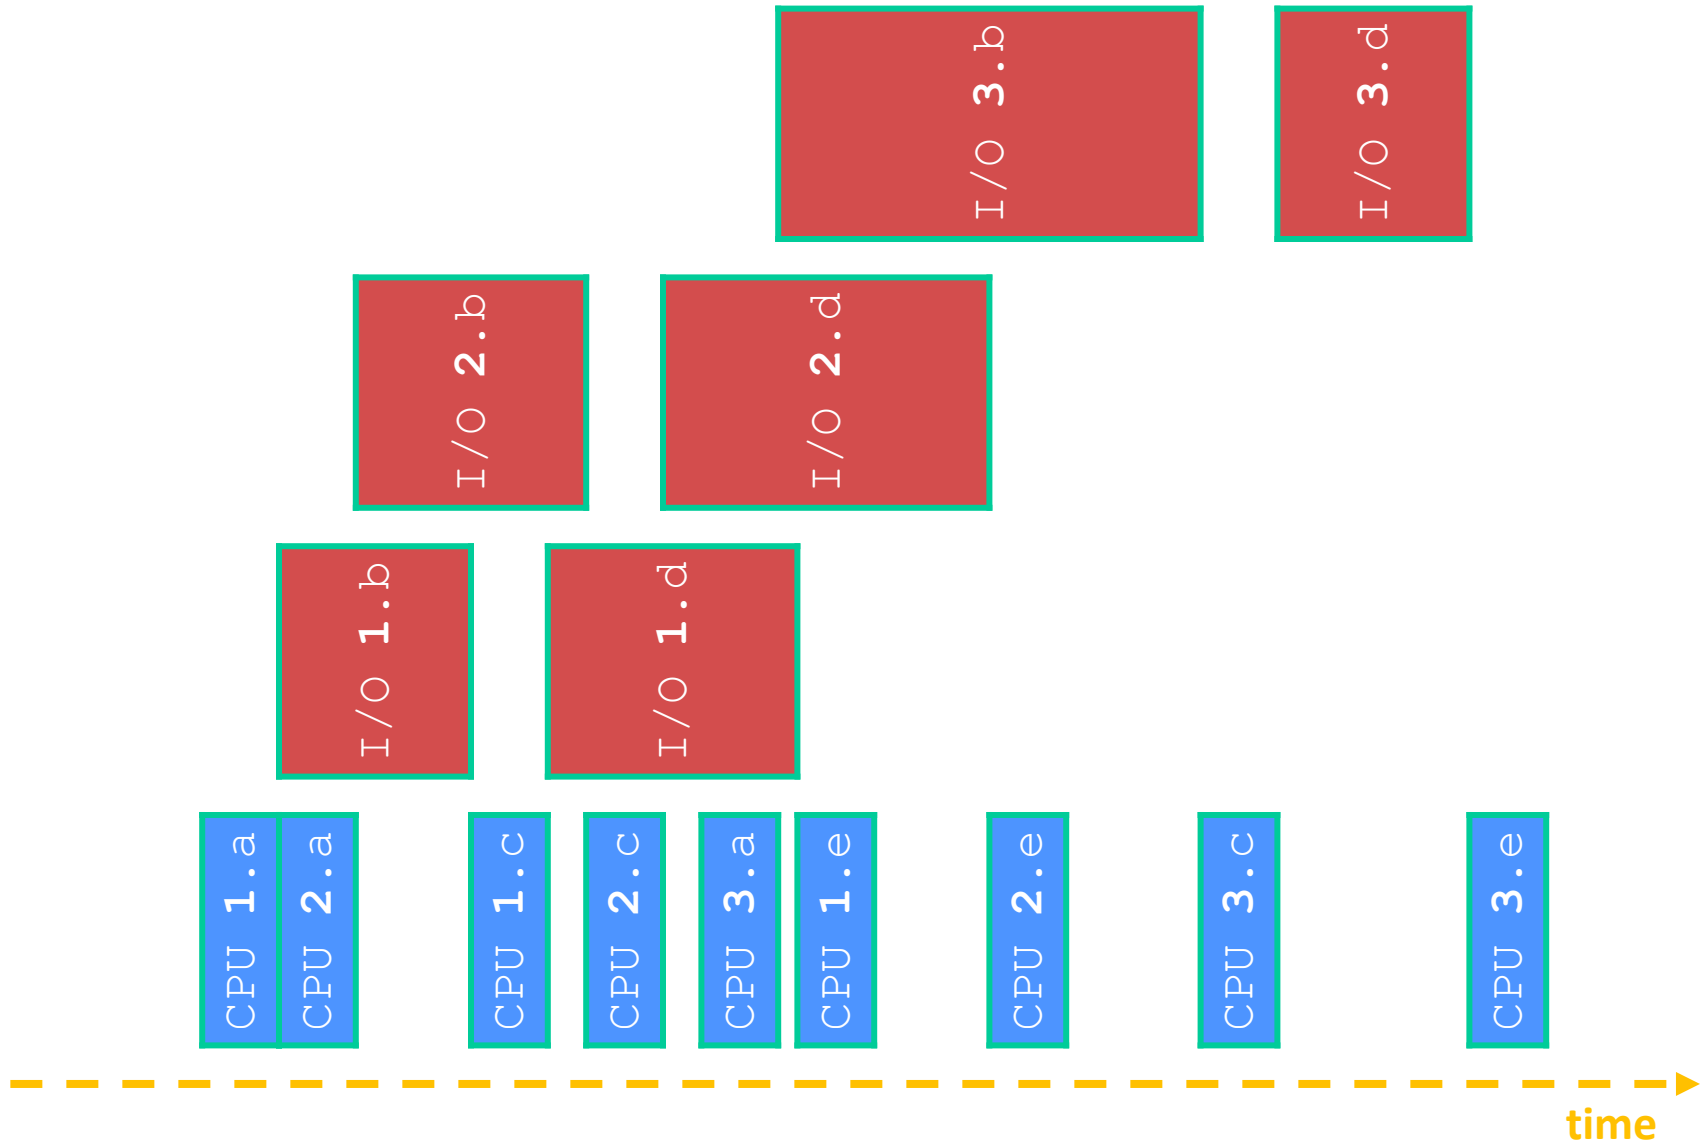 I/O 3.b
I/O 3.d
I/O 2.b
I/O 2.d
I/O 1.b
I/O 1.d
CPU 1.a
CPU 2.a
CPU 1.c
CPU 2.c
CPU 3.a
CPU 1.e
CPU 2.e
CPU 3.c
CPU 3.e
time